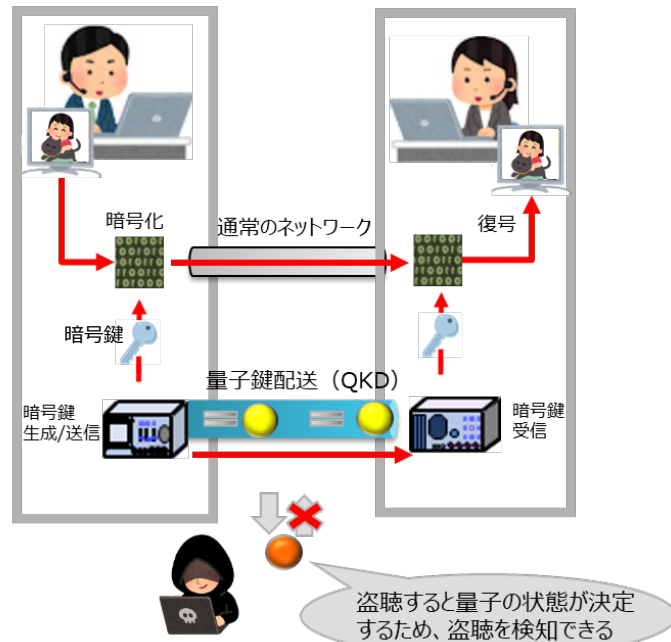 暗号化
通常のネットワーク
復号
暗号鍵
量子鍵配送（QKD）
暗号鍵
生成/送信
暗号鍵
受信
盗聴すると量子の状態が決定
するため、盗聴を検知できる